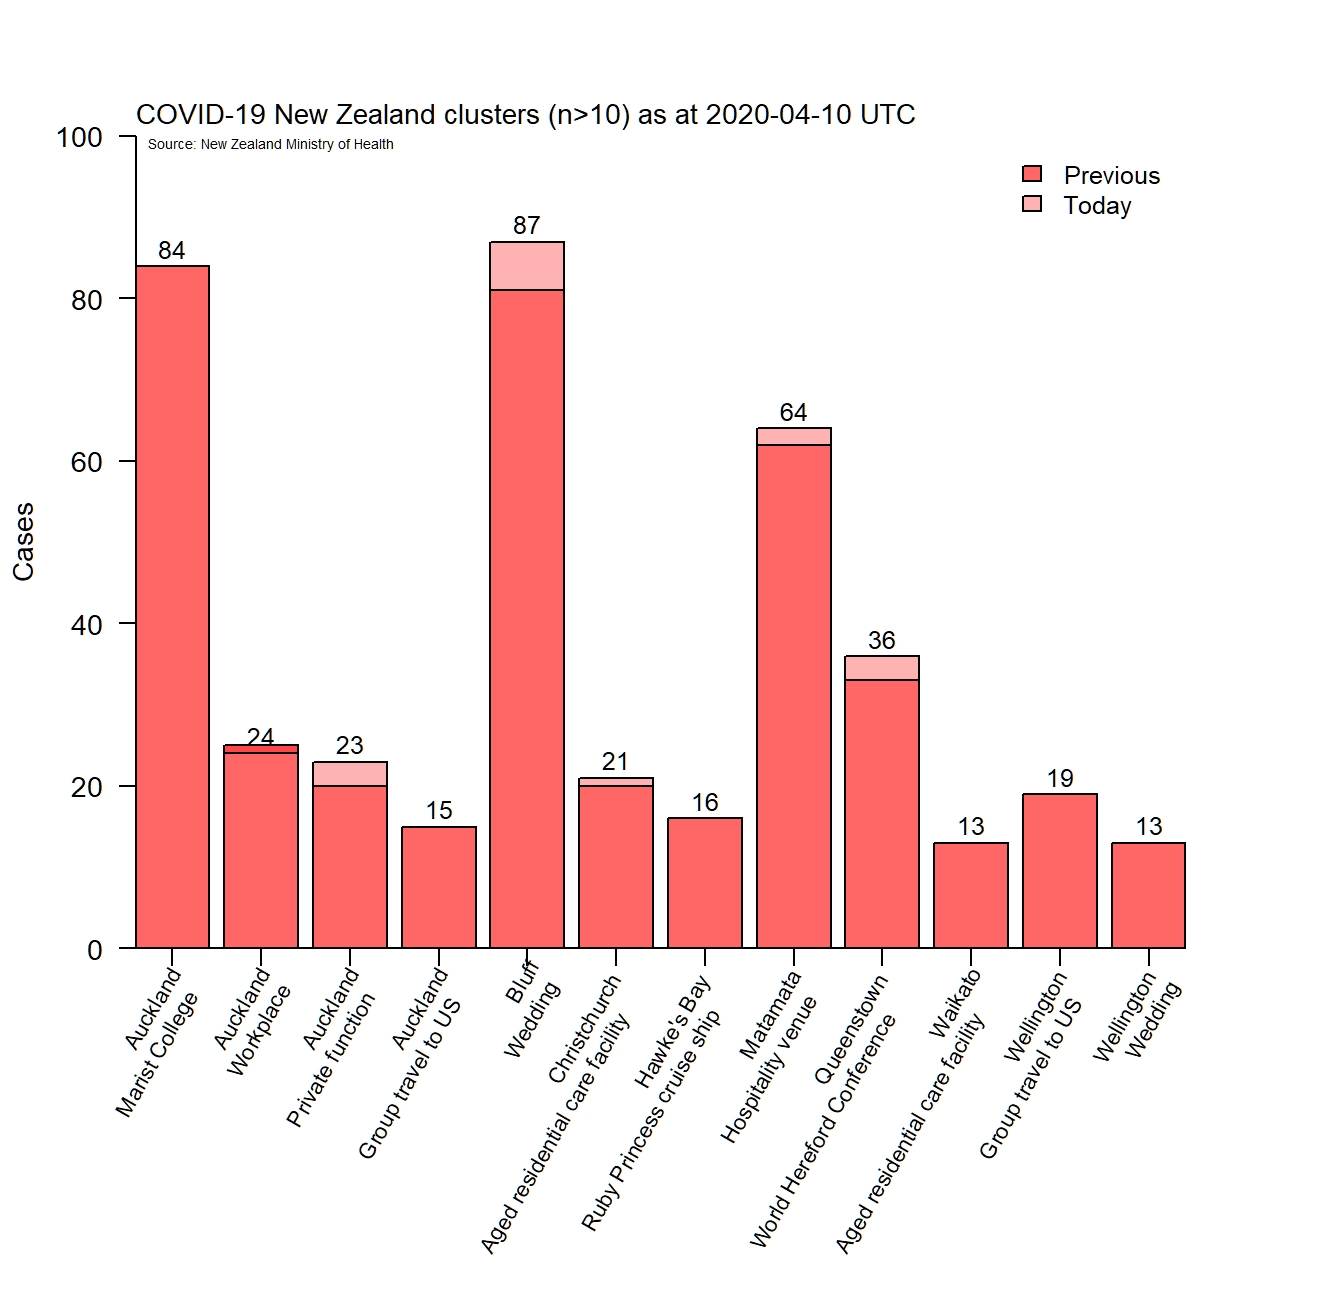 COVID-19 New Zealand clusters (n>10) as at 2020-04-10 UTC
Source: New Zealand Ministry of Health
Previous
Today
Cases
100
80
60
40
20
0
84
24
23
15
87
21
16
64
36
13
19
13
Auckland
Marist College
Auckland
Workplace
Auckland
Private function
Auckland
Group travel to US
Bluff
Wedding
Christchurch
Aged residential care facility
Hawke's Bay
Ruby Princess cruise ship
Matamata
Hospitality venue
Queenstown
World Hereford Conference
Waikato
Aged residential care facility
Wellington
Group travel to US
Wellington
Wedding